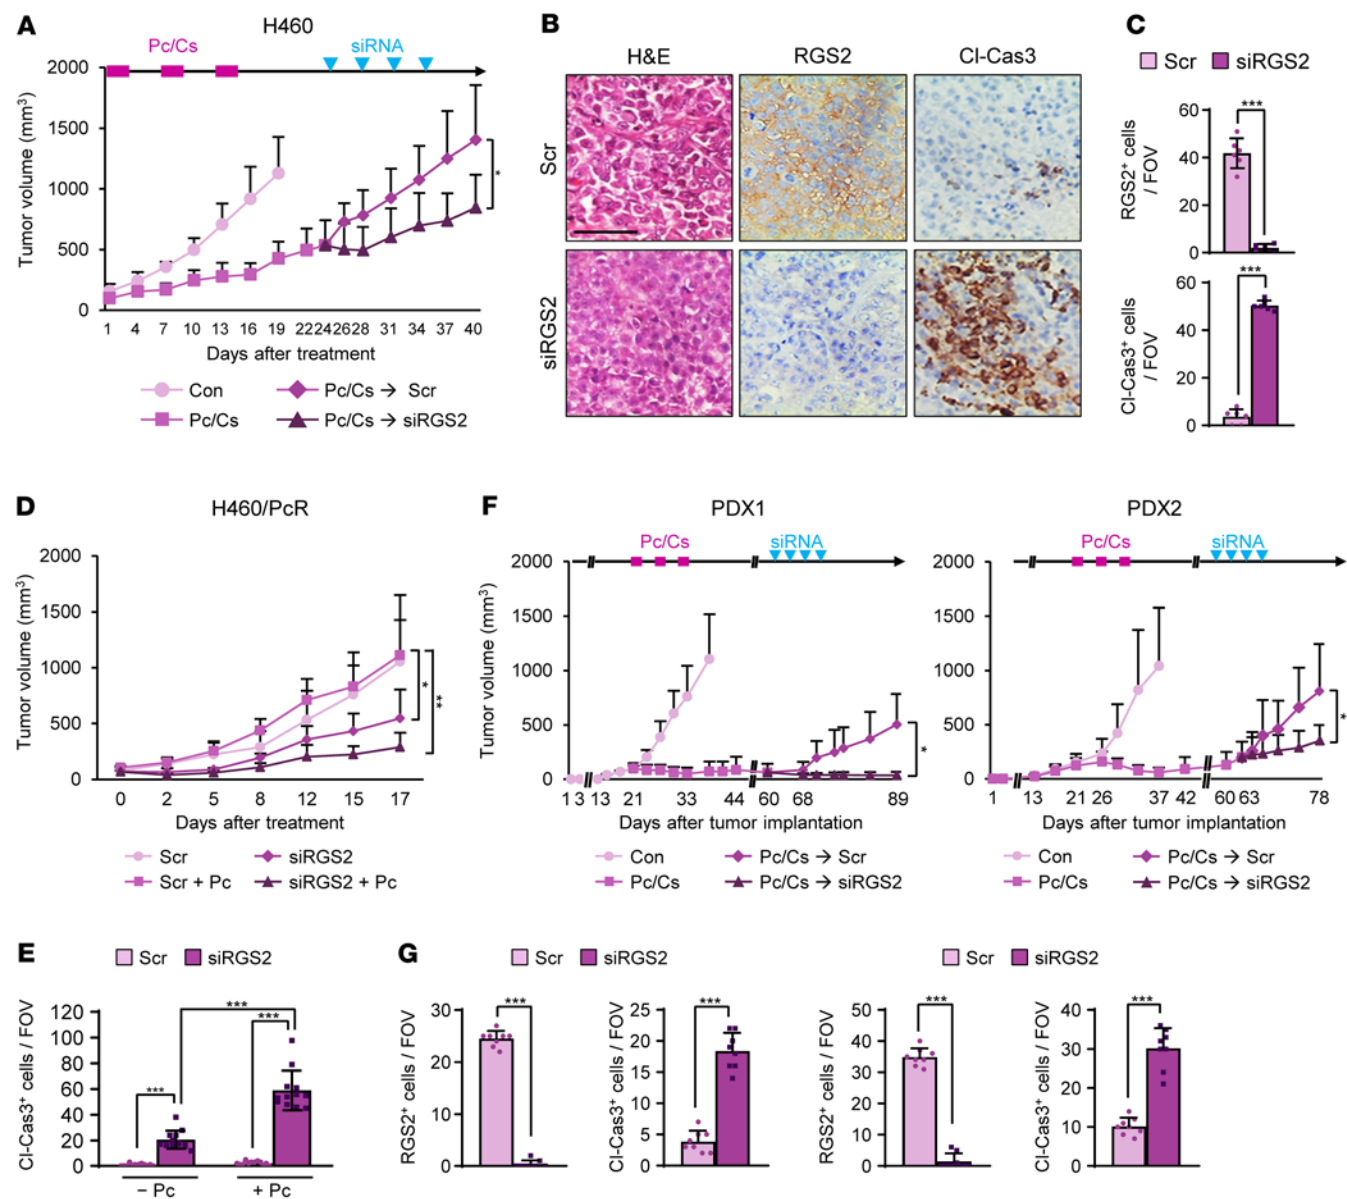 A
H460
Pc/Cs
siRNA
Tumor volume (mm³)
2000
1500
1000
500
0
1 4 7 10 13 16 19 22 24 26 28 31 34 37 40
*
Days after treatment
Con
Pc/Cs → Scr
Pc/Cs
Pc/Cs → siRGS2
B
H&E
RGS2
Cl-Cas3
Scr
siRGS2
C
Scr
siRGS2
RGS2⁺ cells
/ FOV
60
40
20
0
***
Cl-Cas3⁺ cells
/ FOV
60
40
20
0
***
D
H460/PcR
Tumor volume (mm³)
2000
1500
1000
500
0
0 2 5 8 12 15 17
*
**
Days after treatment
Scr
siRGS2
Scr + Pc
siRGS2 + Pc
F
PDX1
Pc/Cs
siRNA
Tumor volume (mm³)
2000
1500
1000
500
0
1 3 13 21 33 44 60 68 89
*
Days after tumor implantation
Con
Pc/Cs → Scr
Pc/Cs
Pc/Cs → siRGS2
PDX2
Pc/Cs
siRNA
2000
1500
1000
500
0
1 13 21 26 37 42 60 63 78
*
Days after tumor implantation
Con
Pc/Cs → Scr
Pc/Cs
Pc/Cs → siRGS2
E
Scr
siRGS2
Cl-Cas3⁺ cells / FOV
120
100
80
60
40
20
0
***
***
***
− Pc
+ Pc
G
Scr
siRGS2
RGS2⁺ cells / FOV
30
20
10
0
***
Cl-Cas3⁺ cells / FOV
25
20
15
10
5
0
***
Scr
siRGS2
RGS2⁺ cells / FOV
50
40
30
20
10
0
***
Cl-Cas3⁺ cells / FOV
40
30
20
10
0
***